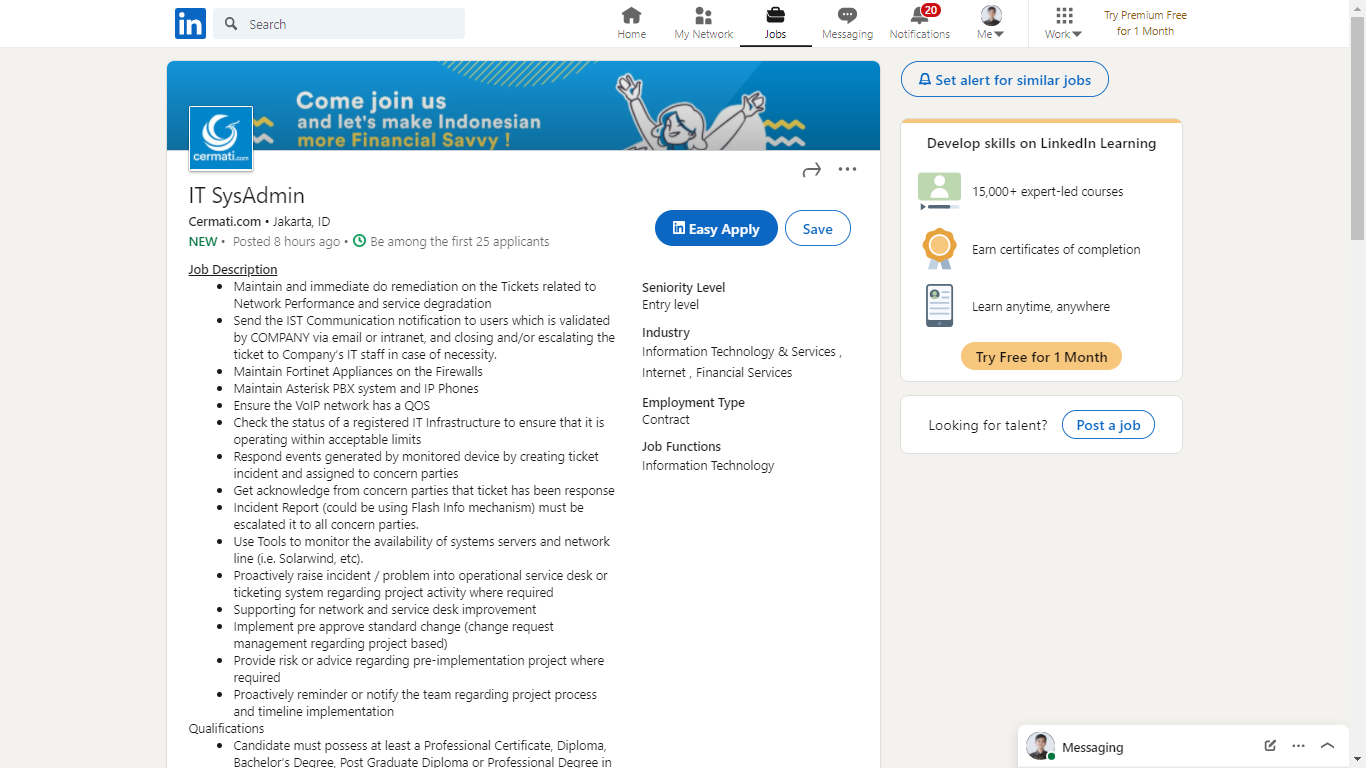 Search
Home
My Network
Jobs
Messaging
20
Notifications
Me
Work
Try Premium Free
for 1 Month
Come join us
and let's make Indonesian
more Financial Savvy !
cermati.com
IT SysAdmin
Cermati.com • Jakarta, ID
NEW • Posted 8 hours ago • Be among the first 25 applicants
Easy Apply
Save
Job Description
• Maintain and immediate do remediation on the Tickets related to
Network Performance and service degradation
• Send the IST Communication notification to users which is validated
by COMPANY via email or intranet, and closing and/or escalating the
ticket to Company's IT staff in case of necessity.
• Maintain Fortinet Appliances on the Firewalls
• Maintain Asterisk PBX system and IP Phones
• Ensure the VoIP network has a QOS
• Check the status of a registered IT Infrastructure to ensure that it is
operating within acceptable limits
• Respond events generated by monitored device by creating ticket
incident and assigned to concern parties
• Get acknowledge from concern parties that ticket has been response
• Incident Report (could be using Flash Info mechanism) must be
escalated it to all concern parties.
• Use Tools to monitor the availability of systems servers and network
line (i.e. Solarwind, etc).
• Proactively raise incident / problem into operational service desk or
ticketing system regarding project activity where required
• Supporting for network and service desk improvement
• Implement pre approve standard change (change request
management regarding project based)
• Provide risk or advice regarding pre-implementation project where
required
• Proactively reminder or notify the team regarding project process
and timeline implementation
Qualifications
• Candidate must possess at least a Professional Certificate, Diploma,
Bachelor's Degree, Post Graduate Diploma or Professional Degree in
Seniority Level
Entry level
Industry
Information Technology & Services ,
Internet , Financial Services
Employment Type
Contract
Job Functions
Information Technology
Set alert for similar jobs
Develop skills on LinkedIn Learning
15,000+ expert-led courses
Earn certificates of completion
Learn anytime, anywhere
Try Free for 1 Month
Looking for talent?
Post a job
Messaging